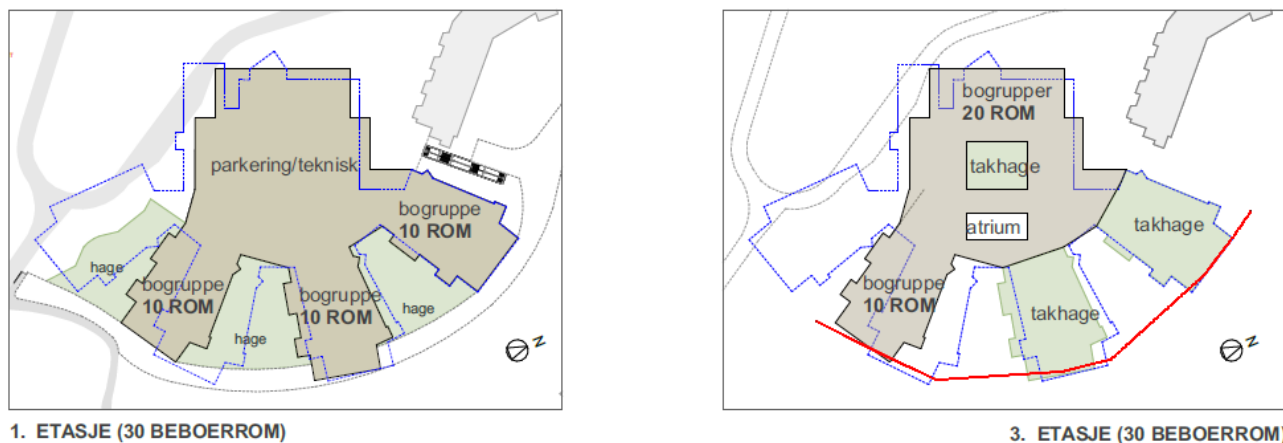 parkering/teknisk
bogruppe
10 ROM
hage
bogruppe
10 ROM
bogruppe
10 ROM
hage
hage
N
1. ETASJE (30 BEBOERROM)
bogrupper
20 ROM
takhage
atrium
takhage
bogruppe
10 ROM
takhage
N
3. ETASJE (30 BEBOERROM)